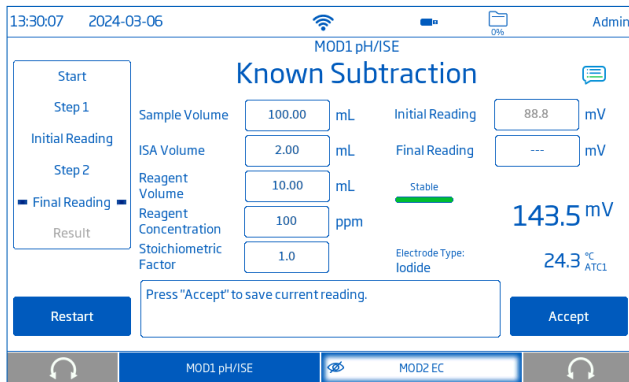 13:30:07 2024-03-06 0% Admin
MOD1 pH/ISE
Known Subtraction
Start
Step 1
Initial Reading
Step 2
Final Reading
Result
Sample Volume 100.00 mL
ISA Volume 2.00 mL
Reagent
Volume 10.00 mL
Reagent
Concentration 100 ppm
Stoichiometric
Factor 1.0
Initial Reading 88.8 mV
Final Reading --- mV
Stable
143.5 mV
Electrode Type:
Iodide
24.3 °C
ATC1
Restart
Press "Accept" to save current reading.
Accept
MOD1 pH/ISE MOD2 EC